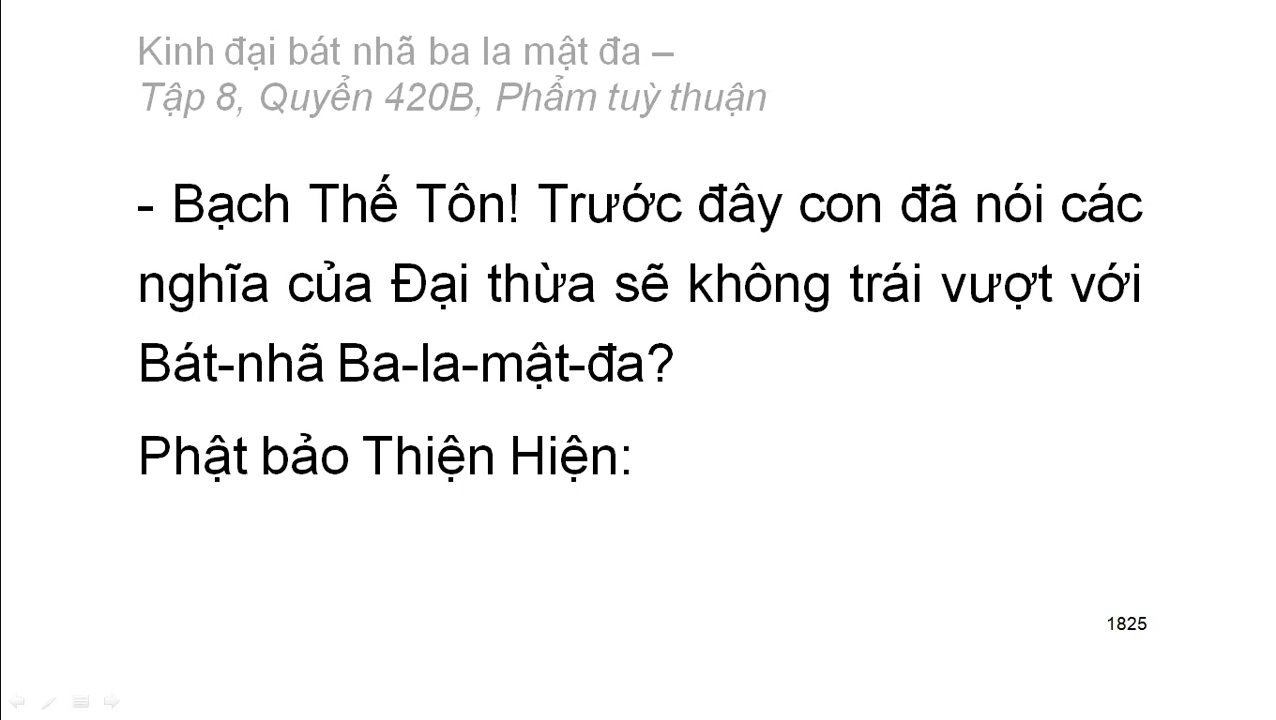 Kinh đại bát nhã ba la mật đa –
Tập 8, Quyển 420B, Phẩm tuỳ thuận
- Bạch Thế Tôn! Trước đây con đã nói các
nghĩa của Đại thừa sẽ không trái vượt với
Bát-nhã Ba-la-mật-đa?
Phật bảo Thiện Hiện:
1825